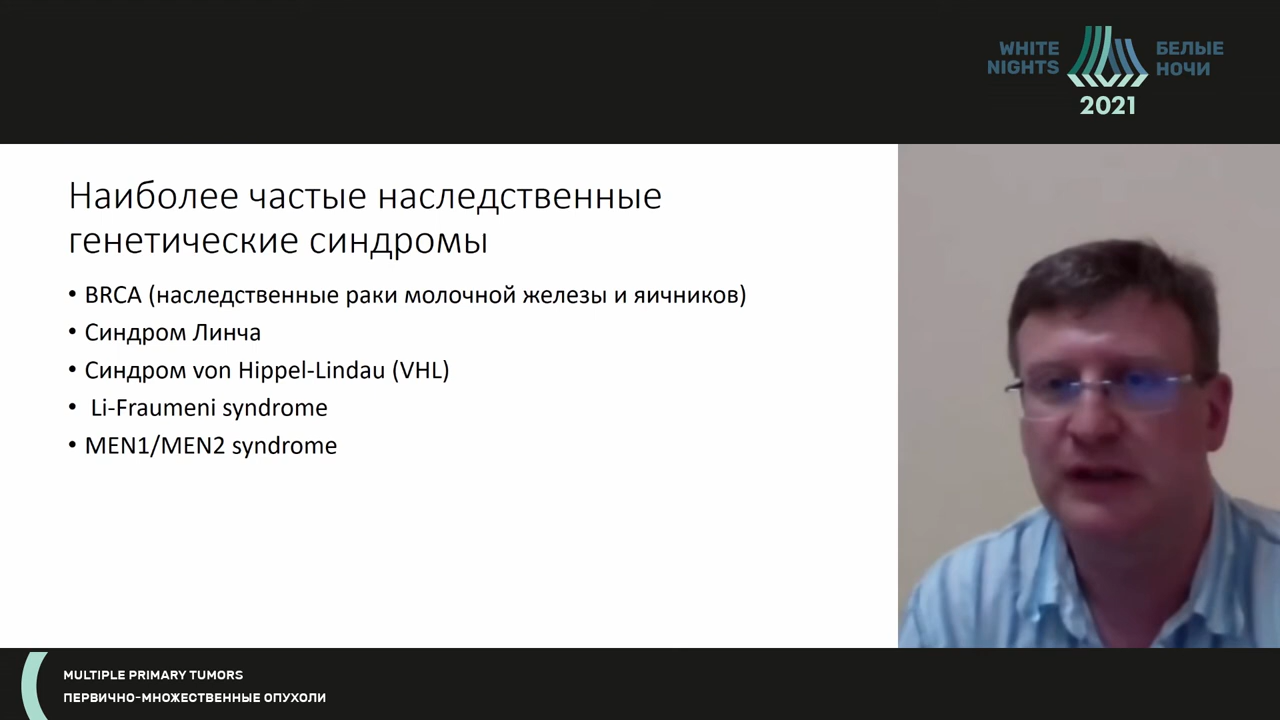 WHITE
NIGHTS
БЕЛЫЕ
НОЧИ
2021
Наиболее частые наследственные
генетические синдромы
• BRCA (наследственные раки молочной железы и яичников)
• Синдром Линча
• Синдром von Hippel-Lindau (VHL)
• Li-Fraumeni syndrome
• MEN1/MEN2 syndrome
MULTIPLE PRIMARY TUMORS
ПЕРВИЧНО-МНОЖЕСТВЕННЫЕ ОПУХОЛИ